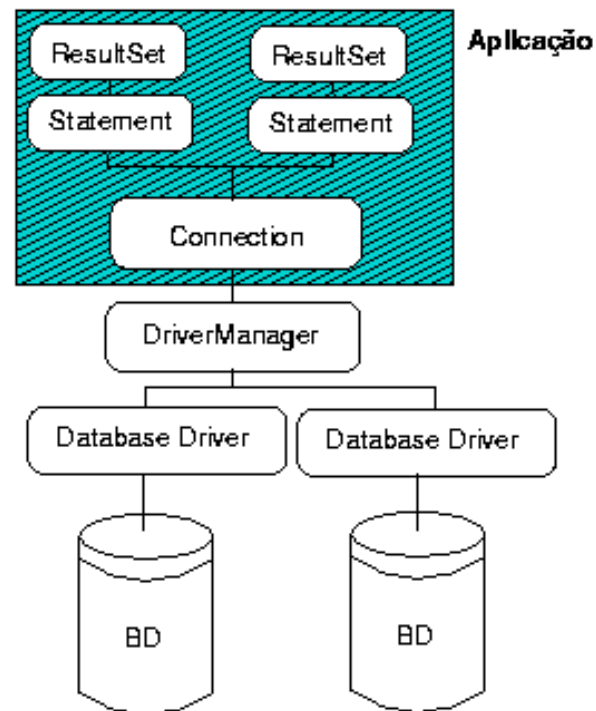 Aplicação
ResultSet
ResultSet
Statement
Statement
Connection
DriverManager
Database Driver
Database Driver
BD
BD